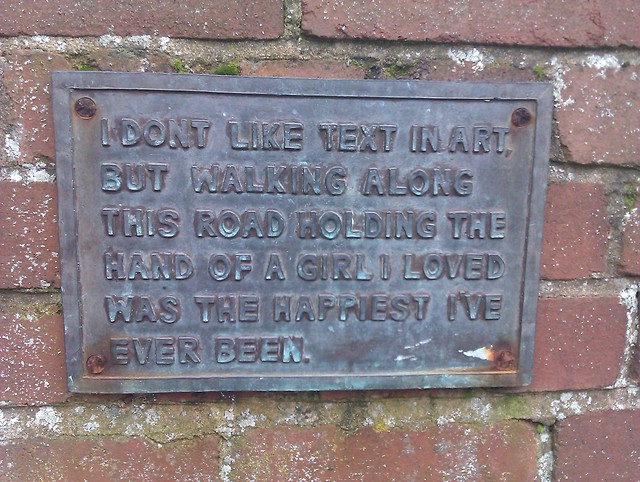 I DONT LIKE TEXT IN ART,
BUT WALKING ALONG
THIS ROAD HOLDING THE
HAND OF A GIRL I LOVED
WAS THE HAPPIEST I'VE
EVER BEEN.